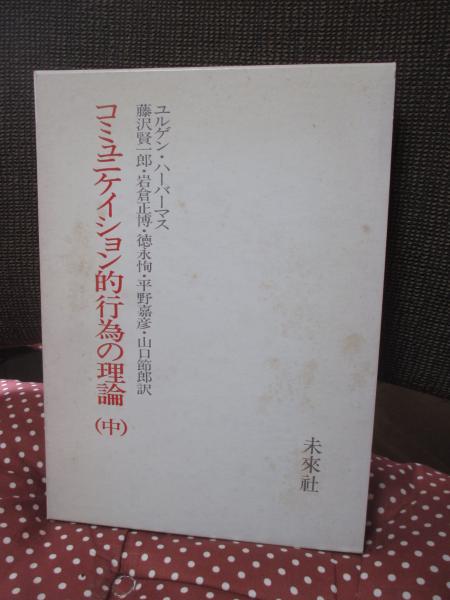 ユルゲン・ハーバーマス
藤沢賢一郎・岩倉正博・徳永恂・平野嘉彦・山口節郎訳
コミュニケイション的行為の理論(中)
未來社